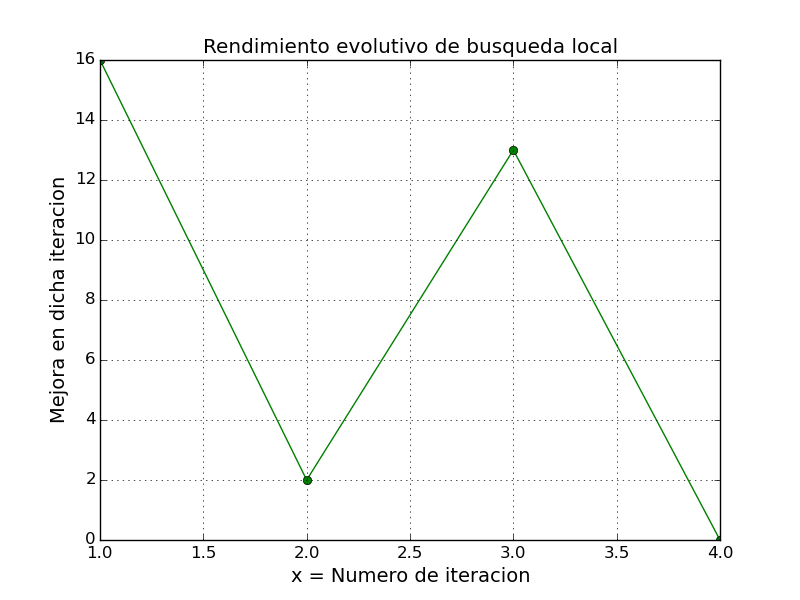 Rendimiento evolutivo de busqueda local
16
14
12
10
8
6
4
2
0
Mejora en dicha iteracion
1.0 1.5 2.0 2.5 3.0 3.5 4.0
x = Numero de iteracion